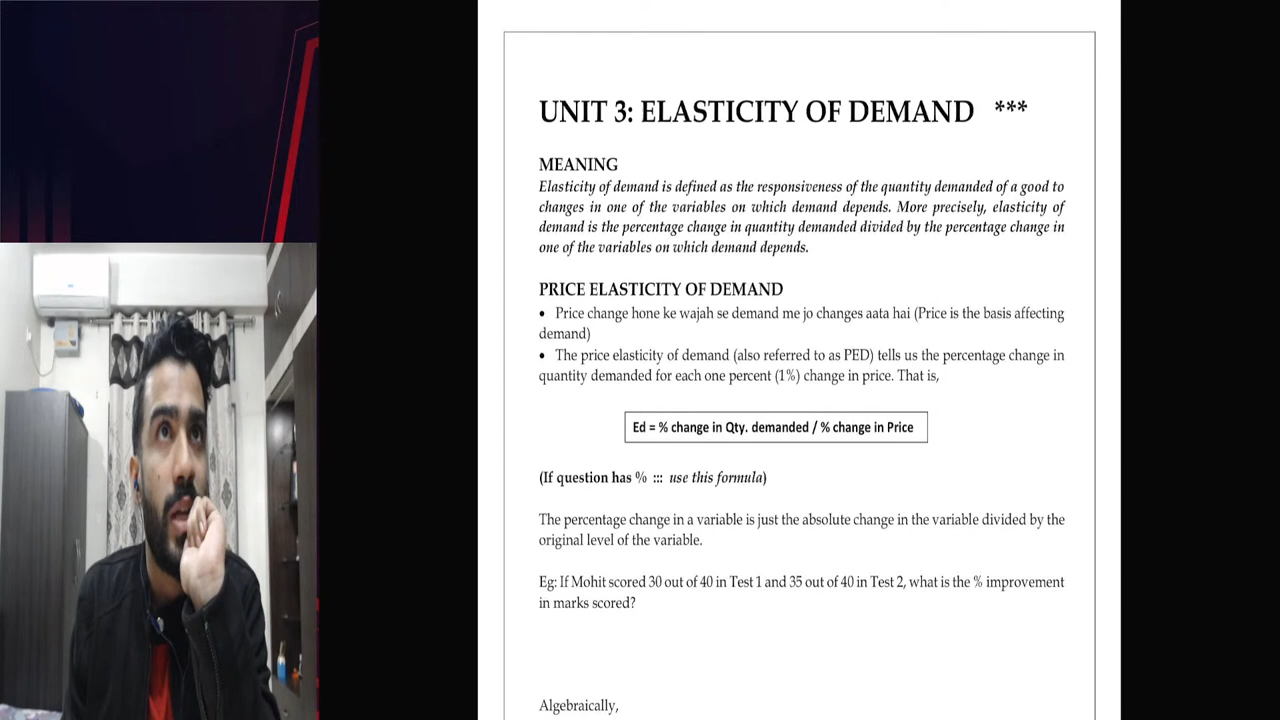 UNIT 3: ELASTICITY OF DEMAND ***
MEANING
Elasticity of demand is defined as the responsiveness of the quantity demanded of a good to
changes in one of the variables on which demand depends. More precisely, elasticity of
demand is the percentage change in quantity demanded divided by the percentage change in
one of the variables on which demand depends.
PRICE ELASTICITY OF DEMAND
• Price change hone ke wajah se demand me jo changes aata hai (Price is the basis affecting
demand)
• The price elasticity of demand (also referred to as PED) tells us the percentage change in
quantity demanded for each one percent (1%) change in price. That is,
Ed = % change in Qty. demanded / % change in Price
(If question has % ::: use this formula)
The percentage change in a variable is just the absolute change in the variable divided by the
original level of the variable.
Eg: If Mohit scored 30 out of 40 in Test 1 and 35 out of 40 in Test 2, what is the % improvement
in marks scored?
Algebraically,